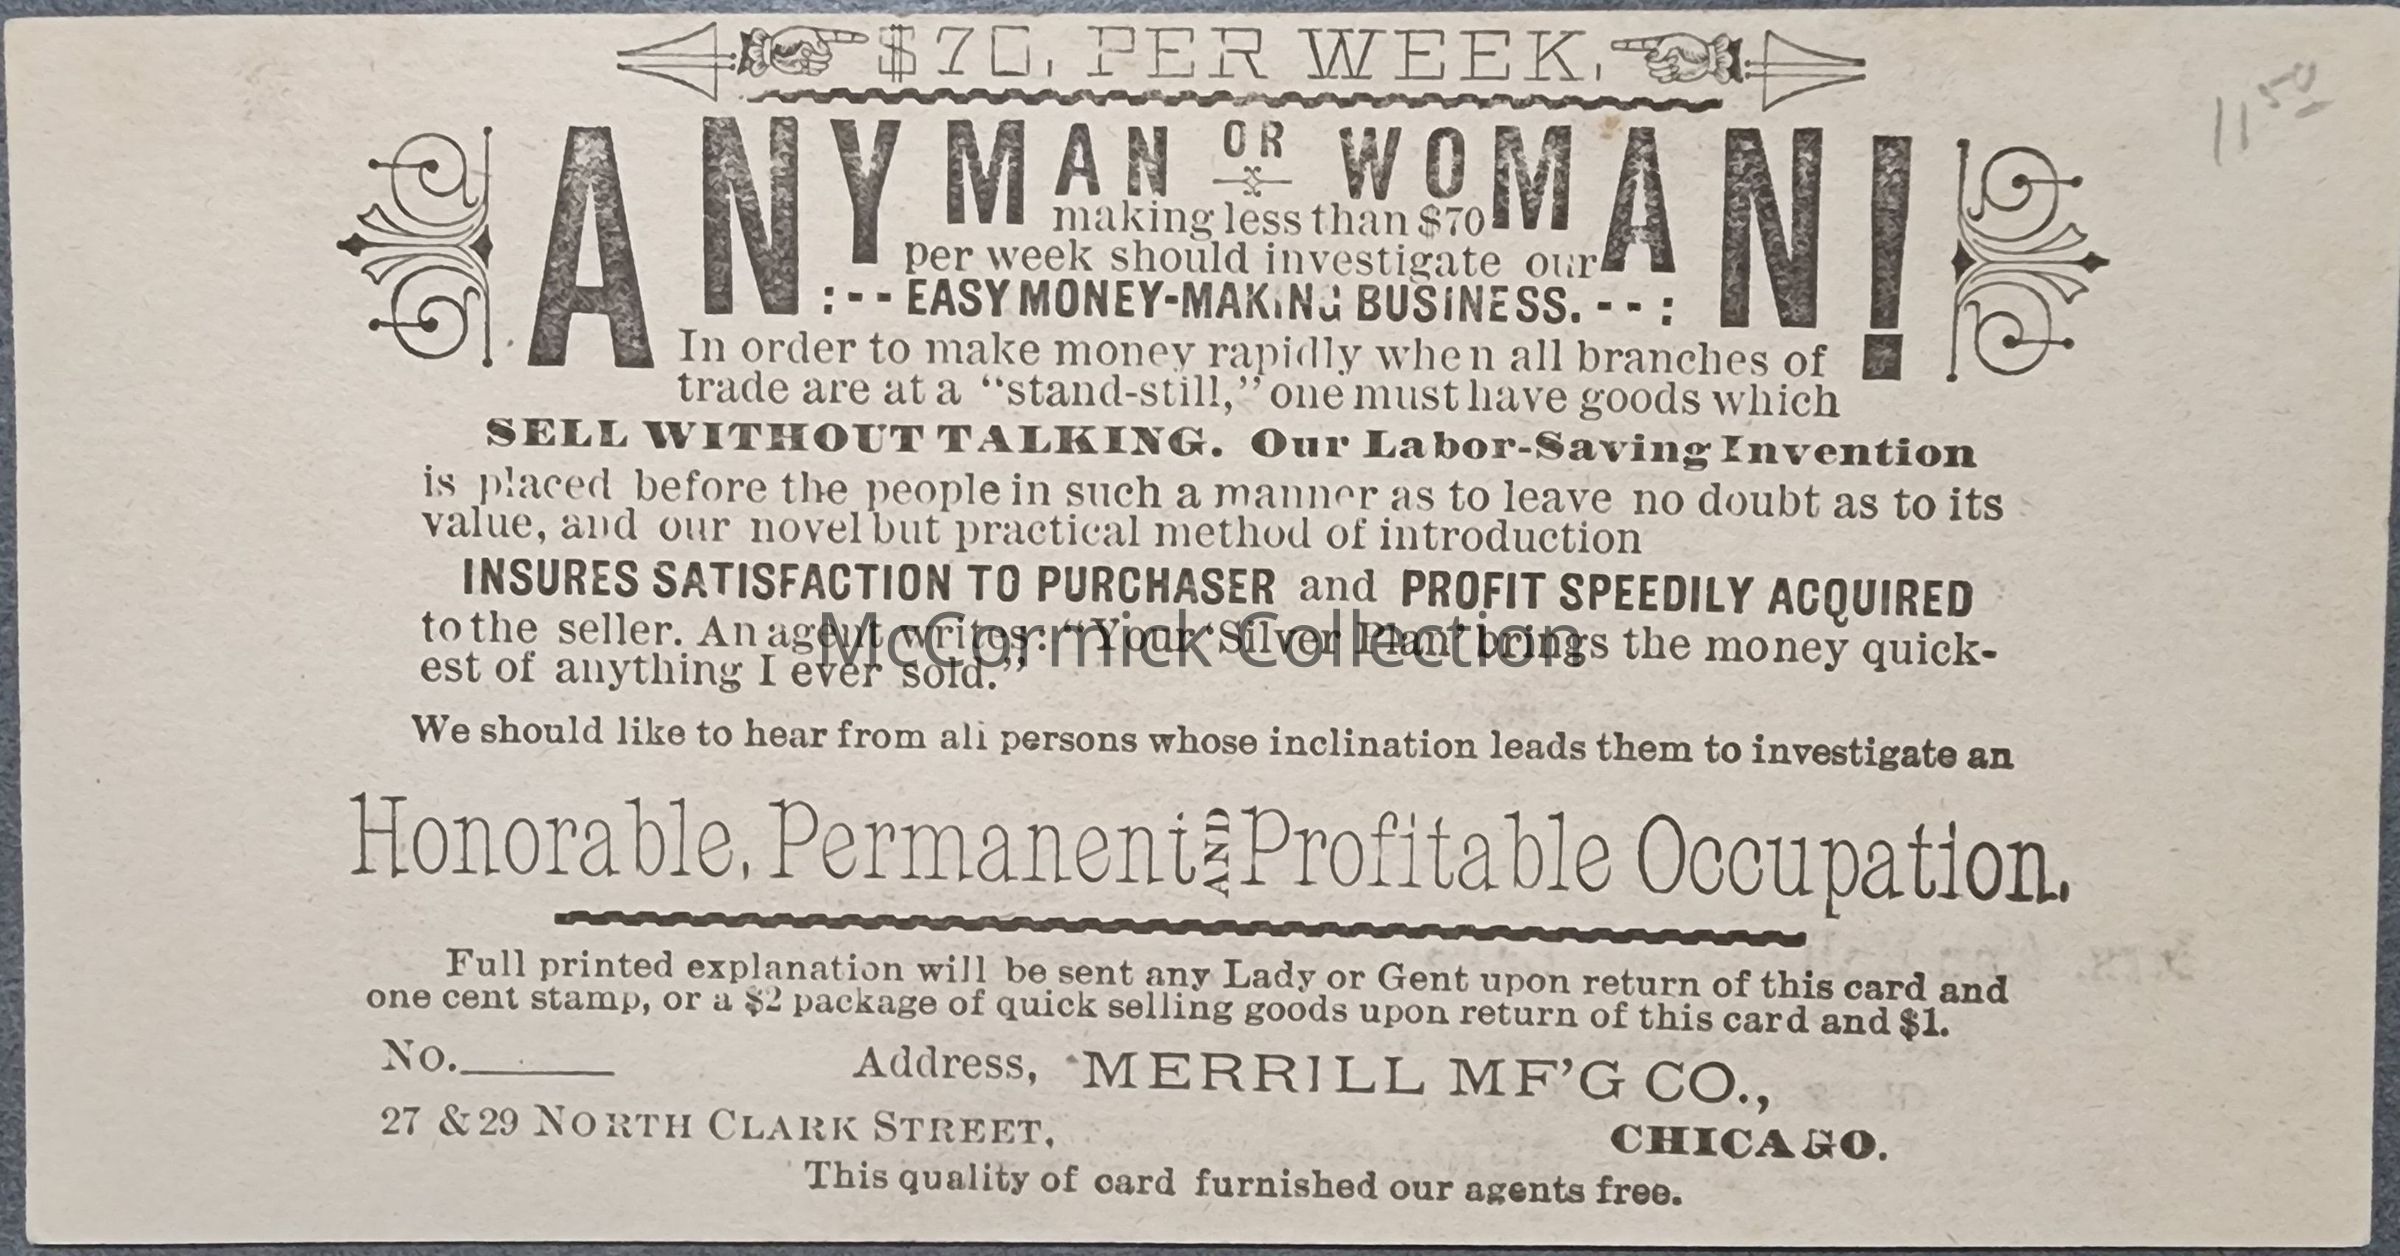 $70. PER WEEK.
ANY MAN OR WOMAN!
making less than $70
per week should investigate our
:--EASY MONEY-MAKING BUSINESS.--:
In order to make money rapidly when all branches of
trade are at a “stand-still,” one must have goods which
SELL WITHOUT TALKING. Our Labor-Saving Invention
is placed before the people in such a manner as to leave no doubt as to its
value, and our novel but practical method of introduction
INSURES SATISFACTION TO PURCHASER and PROFIT SPEEDILY ACQUIRED
to the seller. An agent writes: “Your ‘Silver Plan’ brings the money quick-
est of anything I ever sold.”
McCormick Collection
We should like to hear from all persons whose inclination leads them to investigate an
Honorable, Permanent AND Profitable Occupation.
Full printed explanation will be sent any Lady or Gent upon return of this card and
one cent stamp, or a $2 package of quick selling goods upon return of this card and $1.
No. Address, MERRILL MF’G CO.,
27 & 29 NORTH CLARK STREET, CHICAGO.
This quality of card furnished our agents free.
11 50